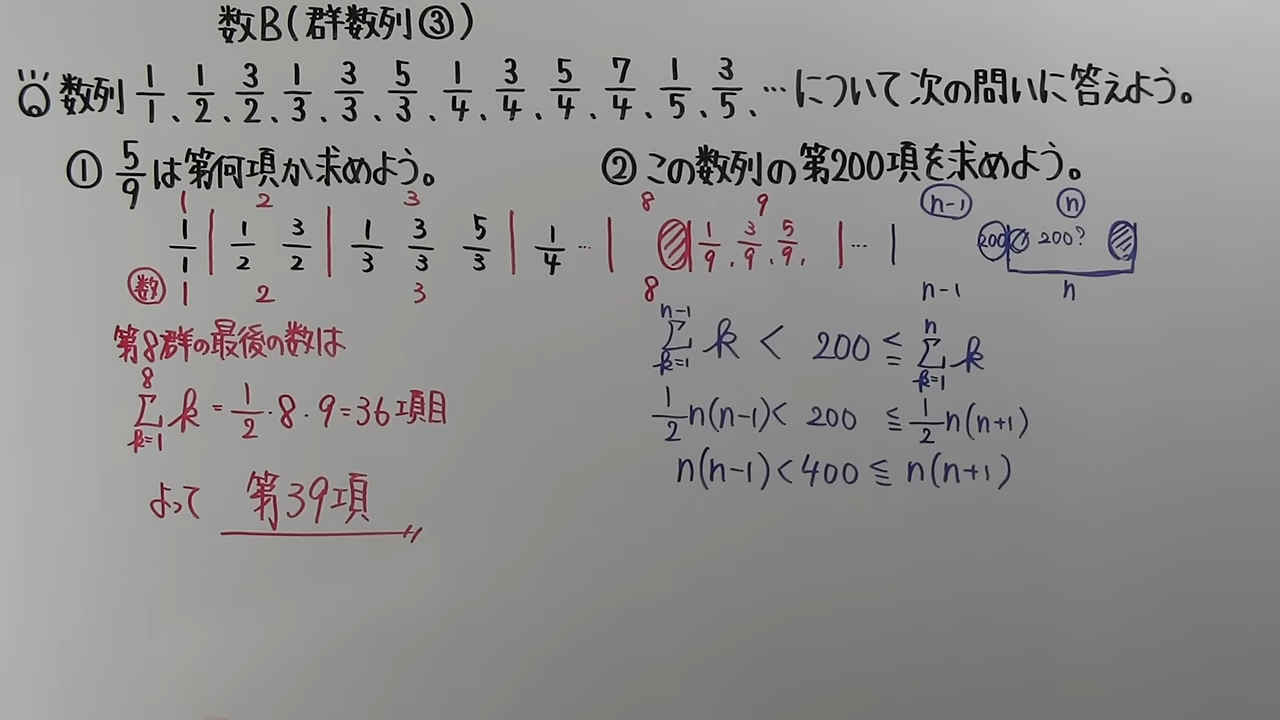 数B(群数列③)
数列 1/1、1/2、3/2、1/3、3/3、5/3、1/4、3/4、5/4、7/4、1/5、3/5、…について次の問いに答えよう。
① 5/9 は第何項か求めよう。
1 2 3 8 9
1/1 | 1/2 3/2 | 1/3 3/3 5/3 | 1/4 … | | 1/9 . 3/9 . 5/9 , | … |
数 1 2 3 8
第8群の最後の数は
8Σk=1 k = 1/2・8・9=36項目
よって 第39項
② この数列の第200項を求めよう。
n-1 n
200 200?
n-1 n
n-1Σk=1 k < 200 ≦ nΣk=1 k
1/2n(n-1)< 200 ≦ 1/2n(n+1)
n(n-1)<400≦ n(n+1)